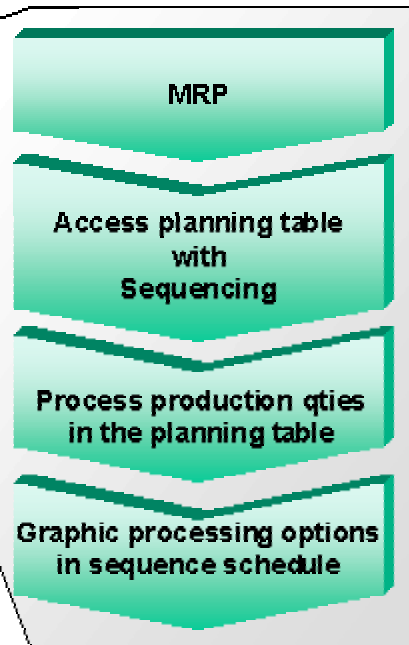 MRP
Access planning table
with
Sequencing
Process production qties
in the planning table
Graphic processing options
in sequence schedule